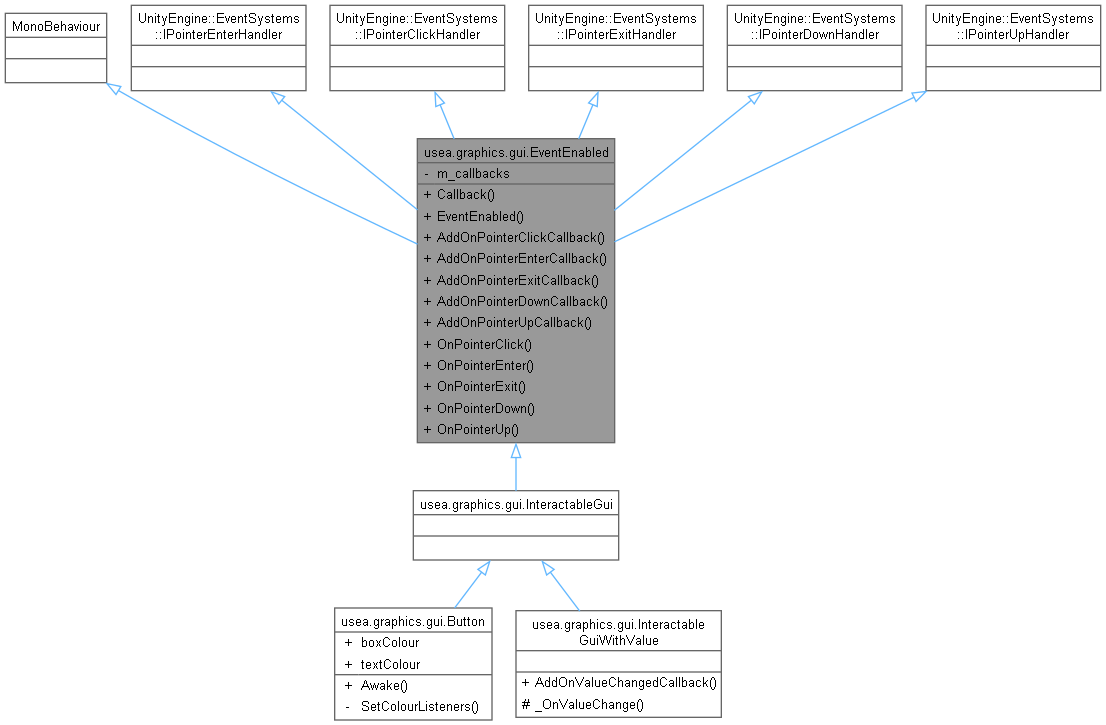 MonoBehaviour
UnityEngine::EventSystems
::IPointerEnterHandler
UnityEngine::EventSystems
::IPointerClickHandler
UnityEngine::EventSystems
::IPointerExitHandler
UnityEngine::EventSystems
::IPointerDownHandler
UnityEngine::EventSystems
::IPointerUpHandler
usea.graphics.gui.EventEnabled
- m_callbacks
+ Callback()
+ EventEnabled()
+ AddOnPointerClickCallback()
+ AddOnPointerEnterCallback()
+ AddOnPointerExitCallback()
+ AddOnPointerDownCallback()
+ AddOnPointerUpCallback()
+ OnPointerClick()
+ OnPointerEnter()
+ OnPointerExit()
+ OnPointerDown()
+ OnPointerUp()
usea.graphics.gui.InteractableGui
usea.graphics.gui.Button
+ boxColour
+ textColour
+ Awake()
- SetColourListeners()
usea.graphics.gui.Interactable
GuiWithValue
+ AddOnValueChangedCallback()
# _OnValueChange()